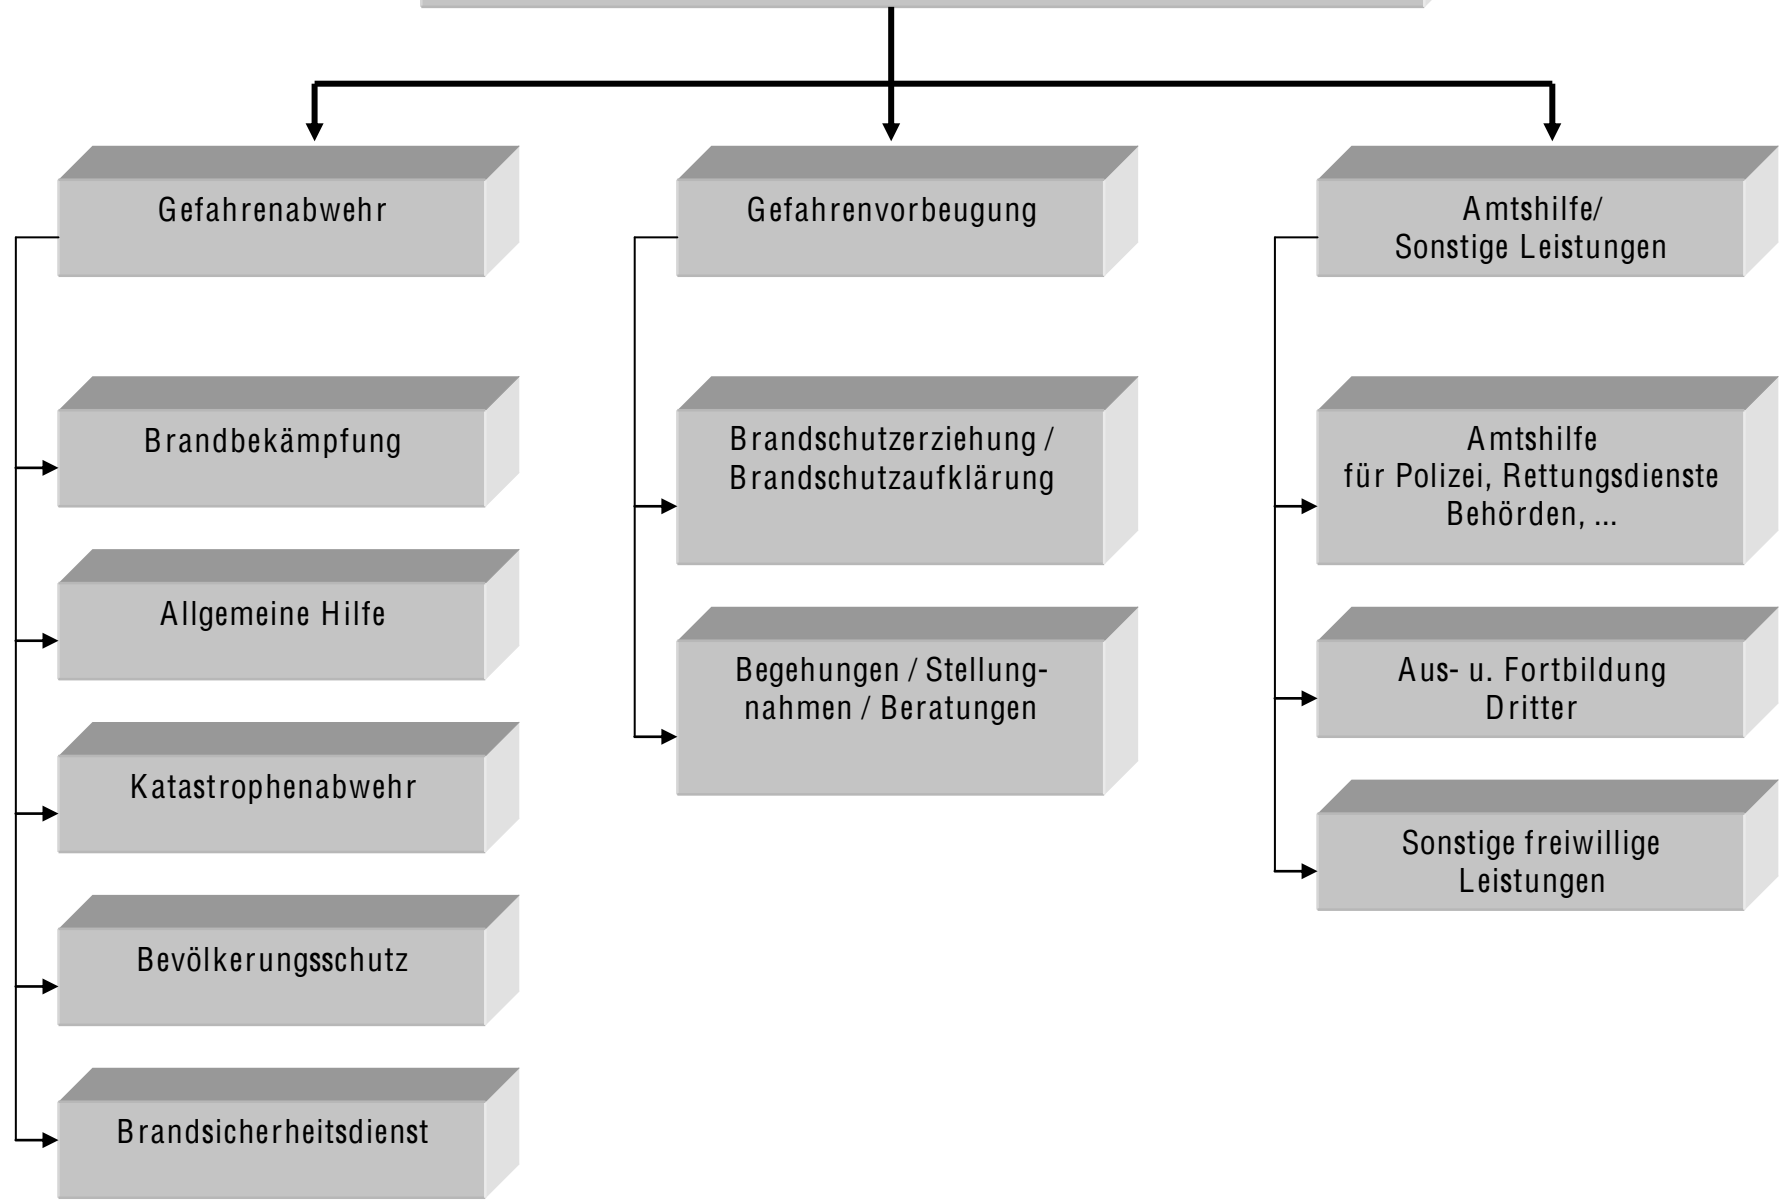 Gefahrenabwehr
Brandbekämpfung
Allgemeine Hilfe
Katastrophenabwehr
Bevölkerungsschutz
Brandsicherheitsdienst
Gefahrenvorbeugung
Brandschutzerziehung /
Brandschutzaufklärung
Begehungen / Stellung-
nahmen / Beratungen
Amtshilfe/
Sonstige Leistungen
Amtshilfe
für Polizei, Rettungsdienste
Behörden, ...
Aus- u. Fortbildung
Dritter
Sonstige freiwillige
Leistungen